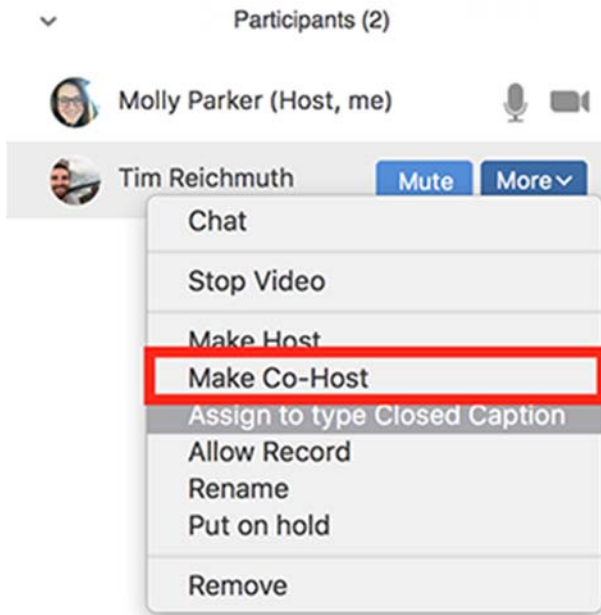 Participants (2)
Molly Parker (Host, me)
Tim Reichmuth Mute More
Chat
Stop Video
Make Host
Make Co-Host
Assign to type Closed Caption
Allow Record
Rename
Put on hold
Remove